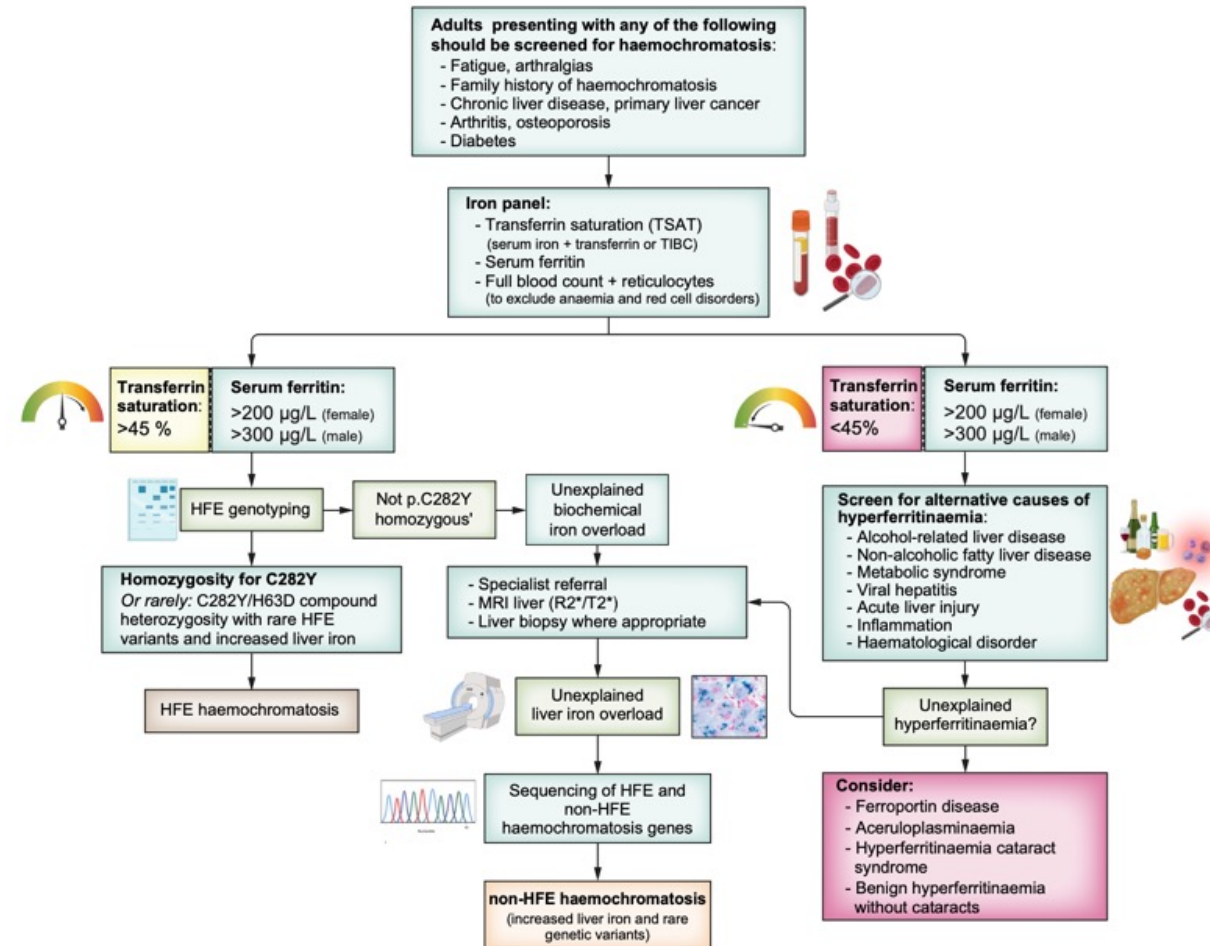 Adults presenting with any of the following
should be screened for haemochromatosis:
- Fatigue, arthralgias
- Family history of haemochromatosis
- Chronic liver disease, primary liver cancer
- Arthritis, osteoporosis
- Diabetes
Iron panel:
- Transferrin saturation (TSAT)
(serum iron + transferrin or TIBC)
- Serum ferritin
- Full blood count + reticulocytes
(to exclude anaemia and red cell disorders)
Transferrin
saturation:
>45 %
Serum ferritin:
>200 µg/L (female)
>300 µg/L (male)
Transferrin
saturation:
<45%
Serum ferritin:
>200 µg/L (female)
>300 µg/L (male)
HFE genotyping
Not p.C282Y
homozygous'
Unexplained
biochemical
iron overload
Screen for alternative causes of
hyperferritinaemia:
- Alcohol-related liver disease
- Non-alcoholic fatty liver disease
- Metabolic syndrome
- Viral hepatitis
- Acute liver injury
- Inflammation
- Haematological disorder
Homozygosity for C282Y
Or rarely: C282Y/H63D compound
heterozygosity with rare HFE
variants and increased liver iron
- Specialist referral
- MRI liver (R2*/T2*)
- Liver biopsy where appropriate
HFE haemochromatosis
Unexplained
liver iron overload
Unexplained
hyperferritinaemia?
Sequencing of HFE and
non-HFE
haemochromatosis genes
Consider:
- Ferroportin disease
- Aceruloplasminaemia
- Hyperferritinaemia cataract
syndrome
- Benign hyperferritinaemia
without cataracts
non-HFE haemochromatosis
(increased liver iron and rare
genetic variants)